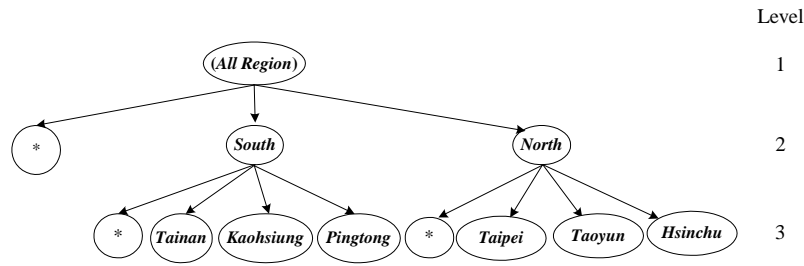 Level
(All Region) 1
* South North 2
* Tainan Kaohsiung Pingtong * Taipei Taoyun Hsinchu 3